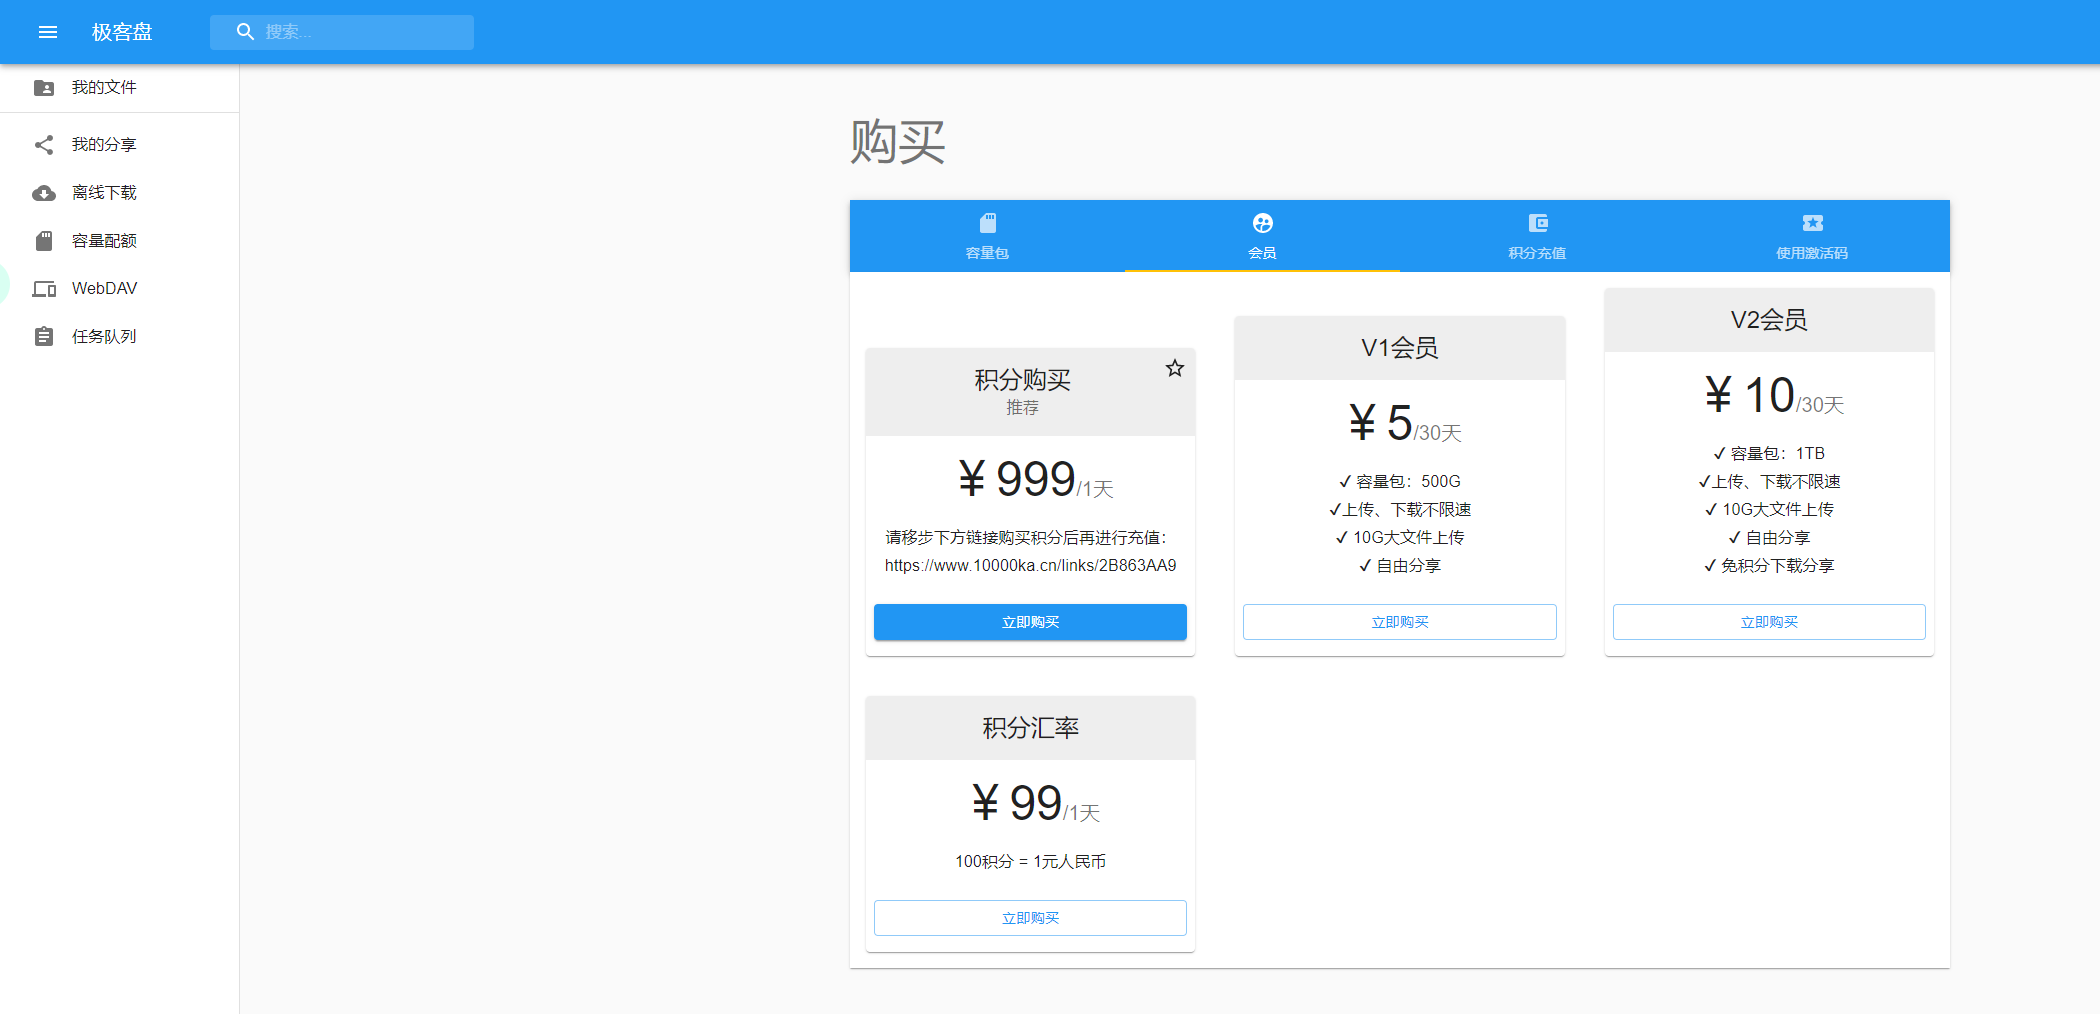 极客盘
搜索...
我的文件
我的分享
离线下载
容量配额
WebDAV
任务队列
购买
容量包
会员
积分充值
使用激活码
积分购买
推荐
¥ 999/1天
请移步下方链接购买积分后再进行充值：
https://www.10000ka.cn/links/2B863AA9
立即购买
V1会员
¥ 5/30天
✓ 容量包：500G
✓上传、下载不限速
✓ 10G大文件上传
✓ 自由分享
立即购买
V2会员
¥ 10/30天
✓ 容量包：1TB
✓上传、下载不限速
✓ 10G大文件上传
✓ 自由分享
✓ 免积分下载分享
立即购买
积分汇率
¥ 99/1天
100积分 = 1元人民币
立即购买